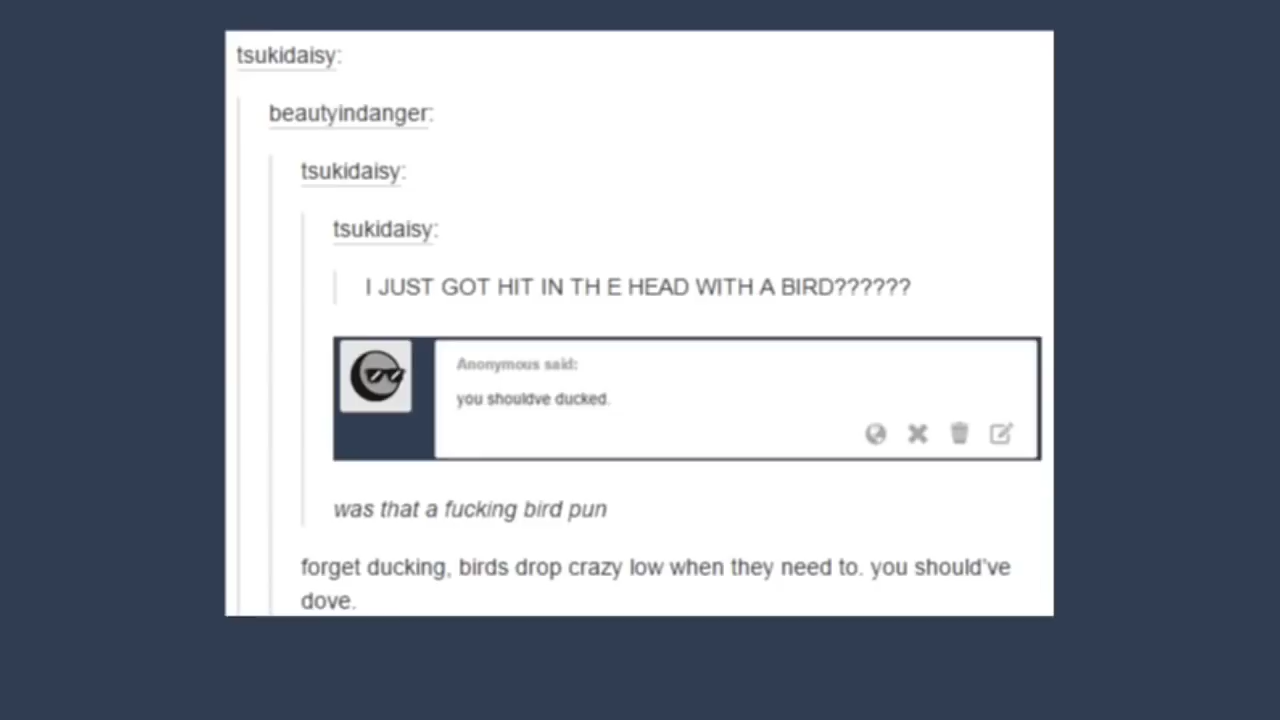 tsukidaisy:
beautyindanger:
tsukidaisy:
tsukidaisy:
I JUST GOT HIT IN TH E HEAD WITH A BIRD??????
Anonymous said:
you shouldve ducked.
was that a fucking bird pun
forget ducking, birds drop crazy low when they need to. you should've
dove.